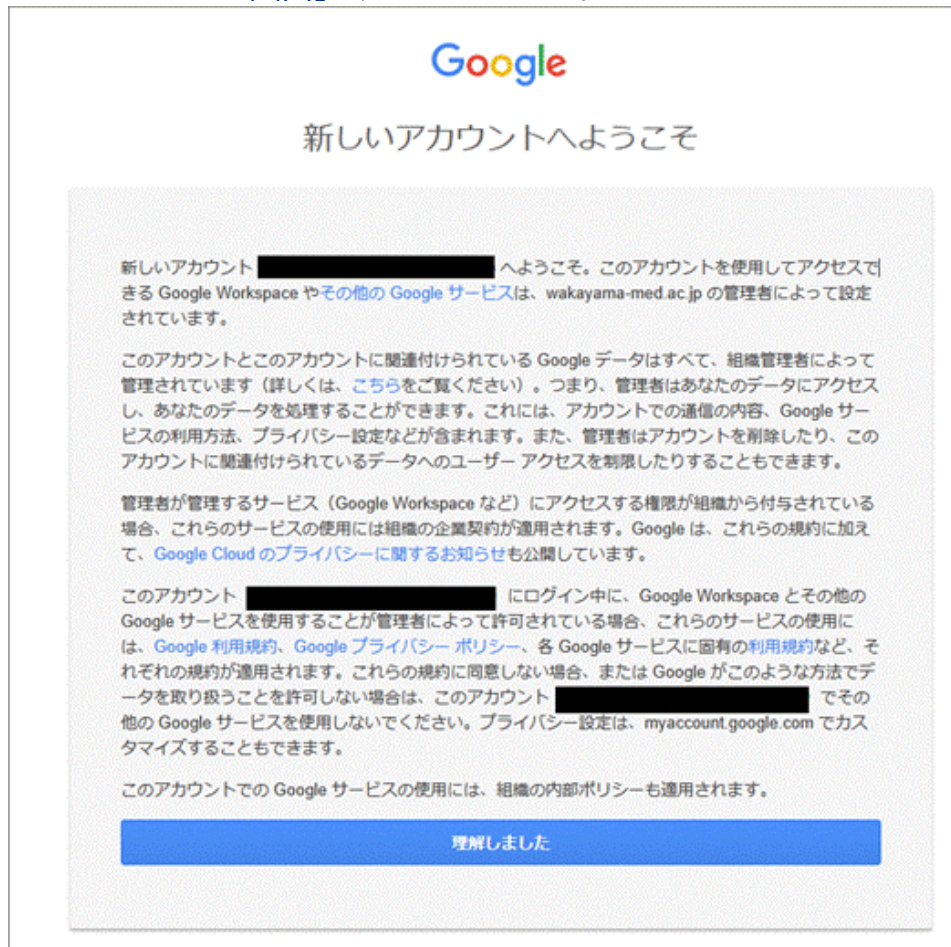 Google
新しいアカウントへようこそ
新しいアカウント へようこそ。このアカウントを使用してアクセスで
きる Google Workspace やその他の Google サービスは、wakayama-med.ac.jp の管理者によって設定
されています。
このアカウントとこのアカウントに関連付けられている Google データはすべて、組織管理者によって
管理されています（詳しくは、こちらをご覧ください）。つまり、管理者はあなたのデータにアクセス
し、あなたのデータを処理することができます。これには、アカウントでの通信の内容、Google サー
ビスの利用方法、プライバシー設定などが含まれます。また、管理者はアカウントを削除したり、この
アカウントに関連付けられているデータへのユーザー アクセスを制限したりすることもできます。
管理者が管理するサービス（Google Workspace など）にアクセスする権限が組織から付与されている
場合、これらのサービスの使用には組織の企業契約が適用されます。Google は、これらの規約に加え
て、Google Cloud のプライバシーに関するお知らせも公開しています。
このアカウント にログイン中に、Google Workspace とその他の
Google サービスを使用することが管理者によって許可されている場合、これらのサービスの使用に
は、Google 利用規約、Google プライバシー ポリシー、各 Google サービスに固有の利用規約など、そ
れぞれの規約が適用されます。これらの規約に同意しない場合、または Google がこのような方法でデ
ータを取り扱うことを許可しない場合は、このアカウント でその
他の Google サービスを使用しないでください。プライバシー設定は、myaccount.google.com でカス
タマイズすることもできます。
このアカウントでの Google サービスの使用には、組織の内部ポリシーも適用されます。
理解しました